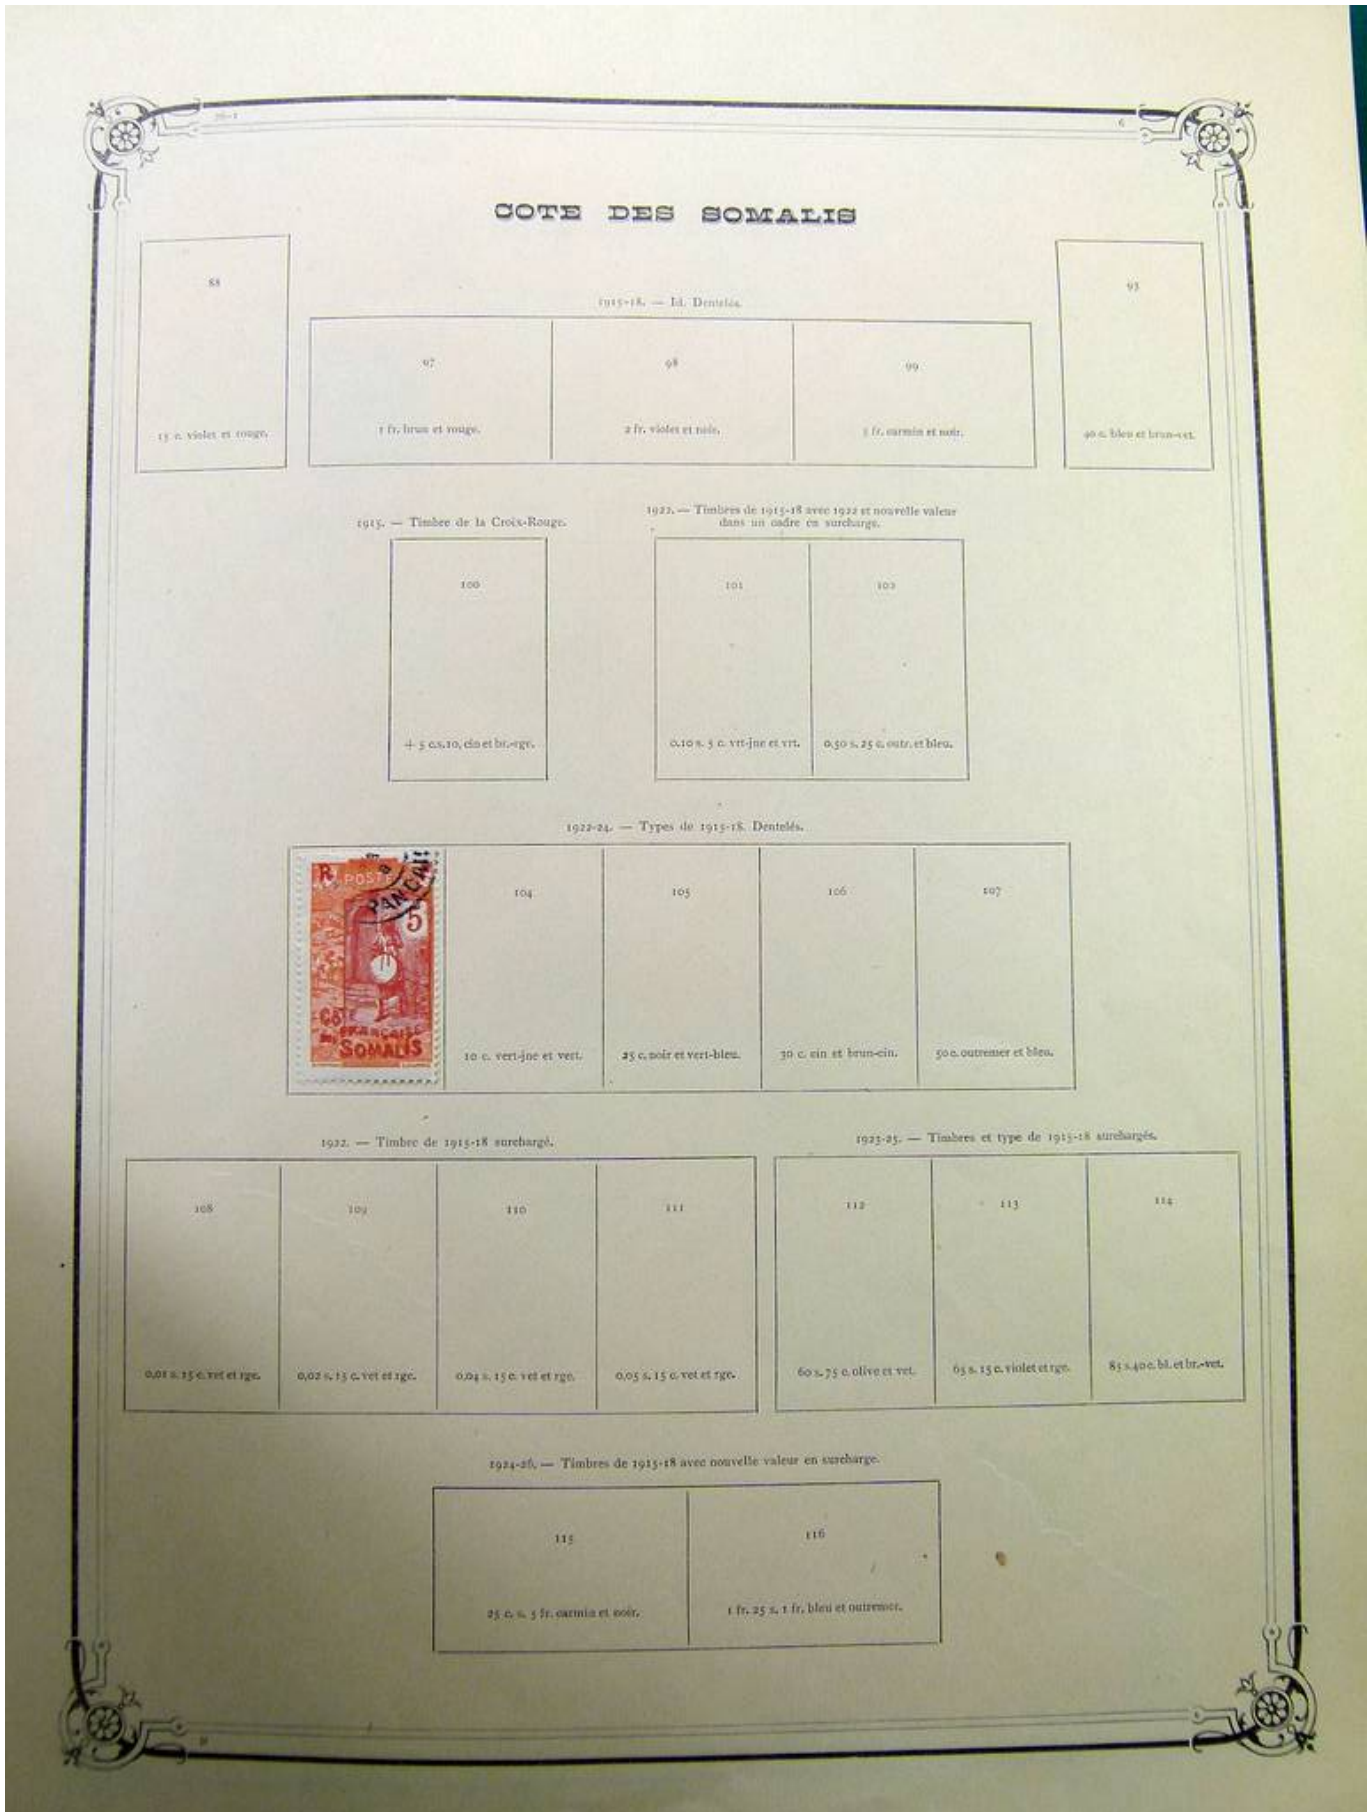 6
COTE DES SOMALIS
88
15 c. violet et rouge.
1915-18. — Id. Dentelés.
97
1 fr. brun et rouge.
98
2 fr. violet et noir.
99
5 fr. carmin et noir.
93
40 c. bleu et brun-vet.
1915. — Timbre de la Croix-Rouge.
100
+ 5 c.s.10, cin et br.-rge.
1922. — Timbres de 1915-18 avec 1922 et nouvelle valeur
dans un cadre en surcharge.
101
0.10 s. 5 c. vrt-jne et vrt.
102
0.50 s. 25 c. outr. et bleu.
1922-24. — Types de 1915-18. Dentelés.
R
POSTE
5
CÔTE
FRANÇAISE
SOMALIS
104
10 c. vert-jne et vert.
105
25 c. noir et vert-bleu.
106
30 c. cin et brun-cin.
107
50 c. outremer et bleu.
1922. — Timbre de 1915-18 surchargé.
108
0,01 s. 15 c. vet et rge.
109
0,02 s. 15 c. vet et rge.
110
0,04 s. 15 c. vet et rge.
111
0,05 s. 15 c. vet et rge.
1923-25. — Timbres et type de 1915-18 surchargés.
112
60 s. 75 c. olive et vet.
113
65 s. 15 c. violet et rge.
114
85 s.40 c. bl. et br.-vet.
1924-26. — Timbres de 1915-18 avec nouvelle valeur en surcharge.
115
25 c. s. 5 fr. carmin et noir.
116
1 fr. 25 s. 1 fr. bleu et outremer.